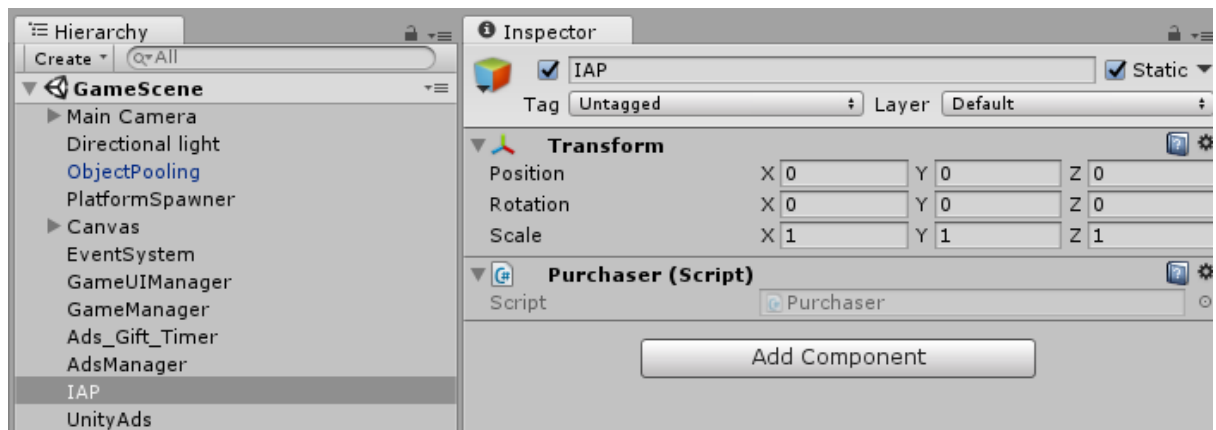 Hierarchy
Create
All
GameScene
Main Camera
Directional light
ObjectPooling
PlatformSpawner
Canvas
EventSystem
GameUIManager
GameManager
Ads_Gift_Timer
AdsManager
IAP
UnityAds
Inspector
IAP
Static
Tag Untagged Layer Default
Transform
Position X 0 Y 0 Z 0
Rotation X 0 Y 0 Z 0
Scale X 1 Y 1 Z 1
Purchaser (Script)
Script Purchaser
Add Component